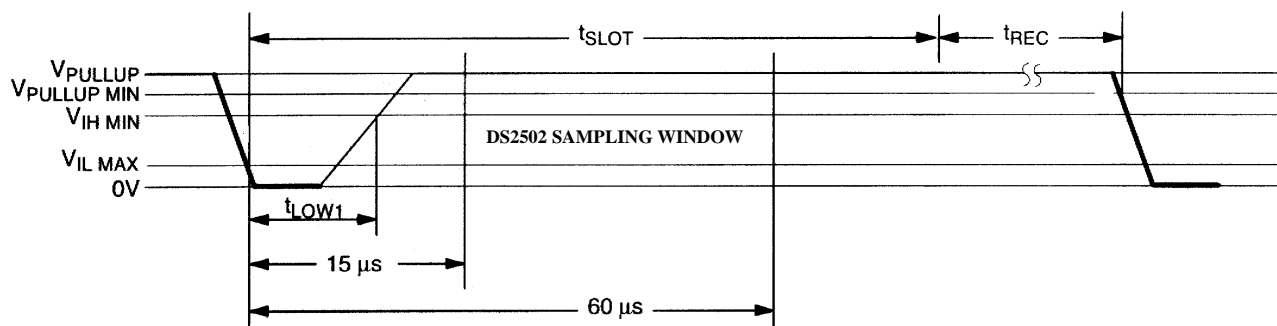 tSLOT
tREC
VPULLUP
VPULLUP MIN
VIH MIN
DS2502 SAMPLING WINDOW
VIL MAX
0V
tLOW1
15 μs
60 μs